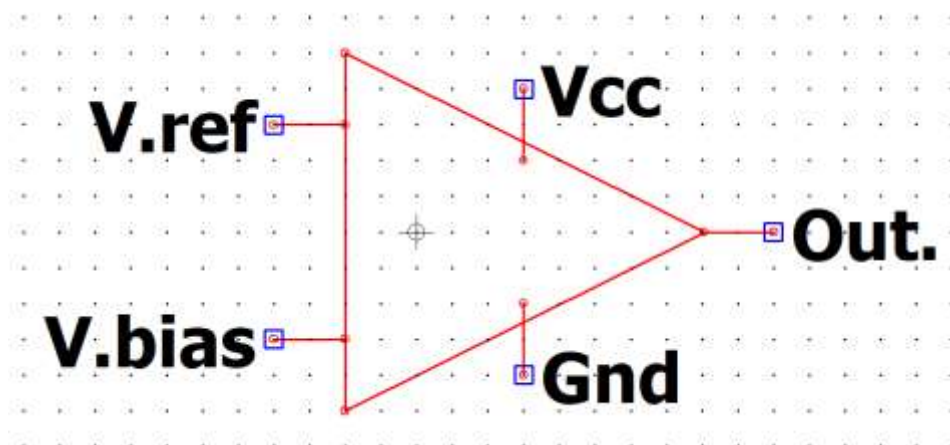 Vcc
V.ref
Out.
V.bias
Gnd